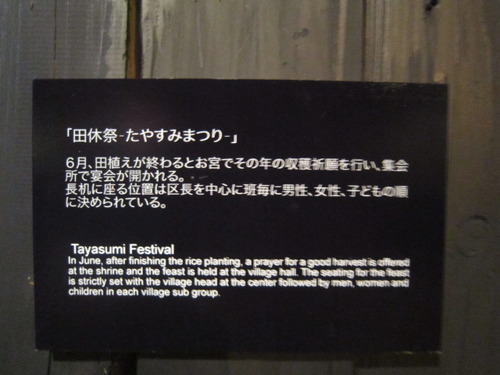 「田休祭-たやすみまつり-」
6月、田植えが終わるとお宮でその年の収穫祈願を行い、集会
所で宴会が開かれる。
長机に座る位置は区長を中心に班毎に男性、女性、子どもの順
に決められている。
Tayasumi Festival
In June, after finishing the rice planting, a prayer for a good harvest is offered
at the shrine and the feast is held at the village hall. The seating for the feast
is strictly set with the village head at the center followed by men, women and
children in each village sub group.